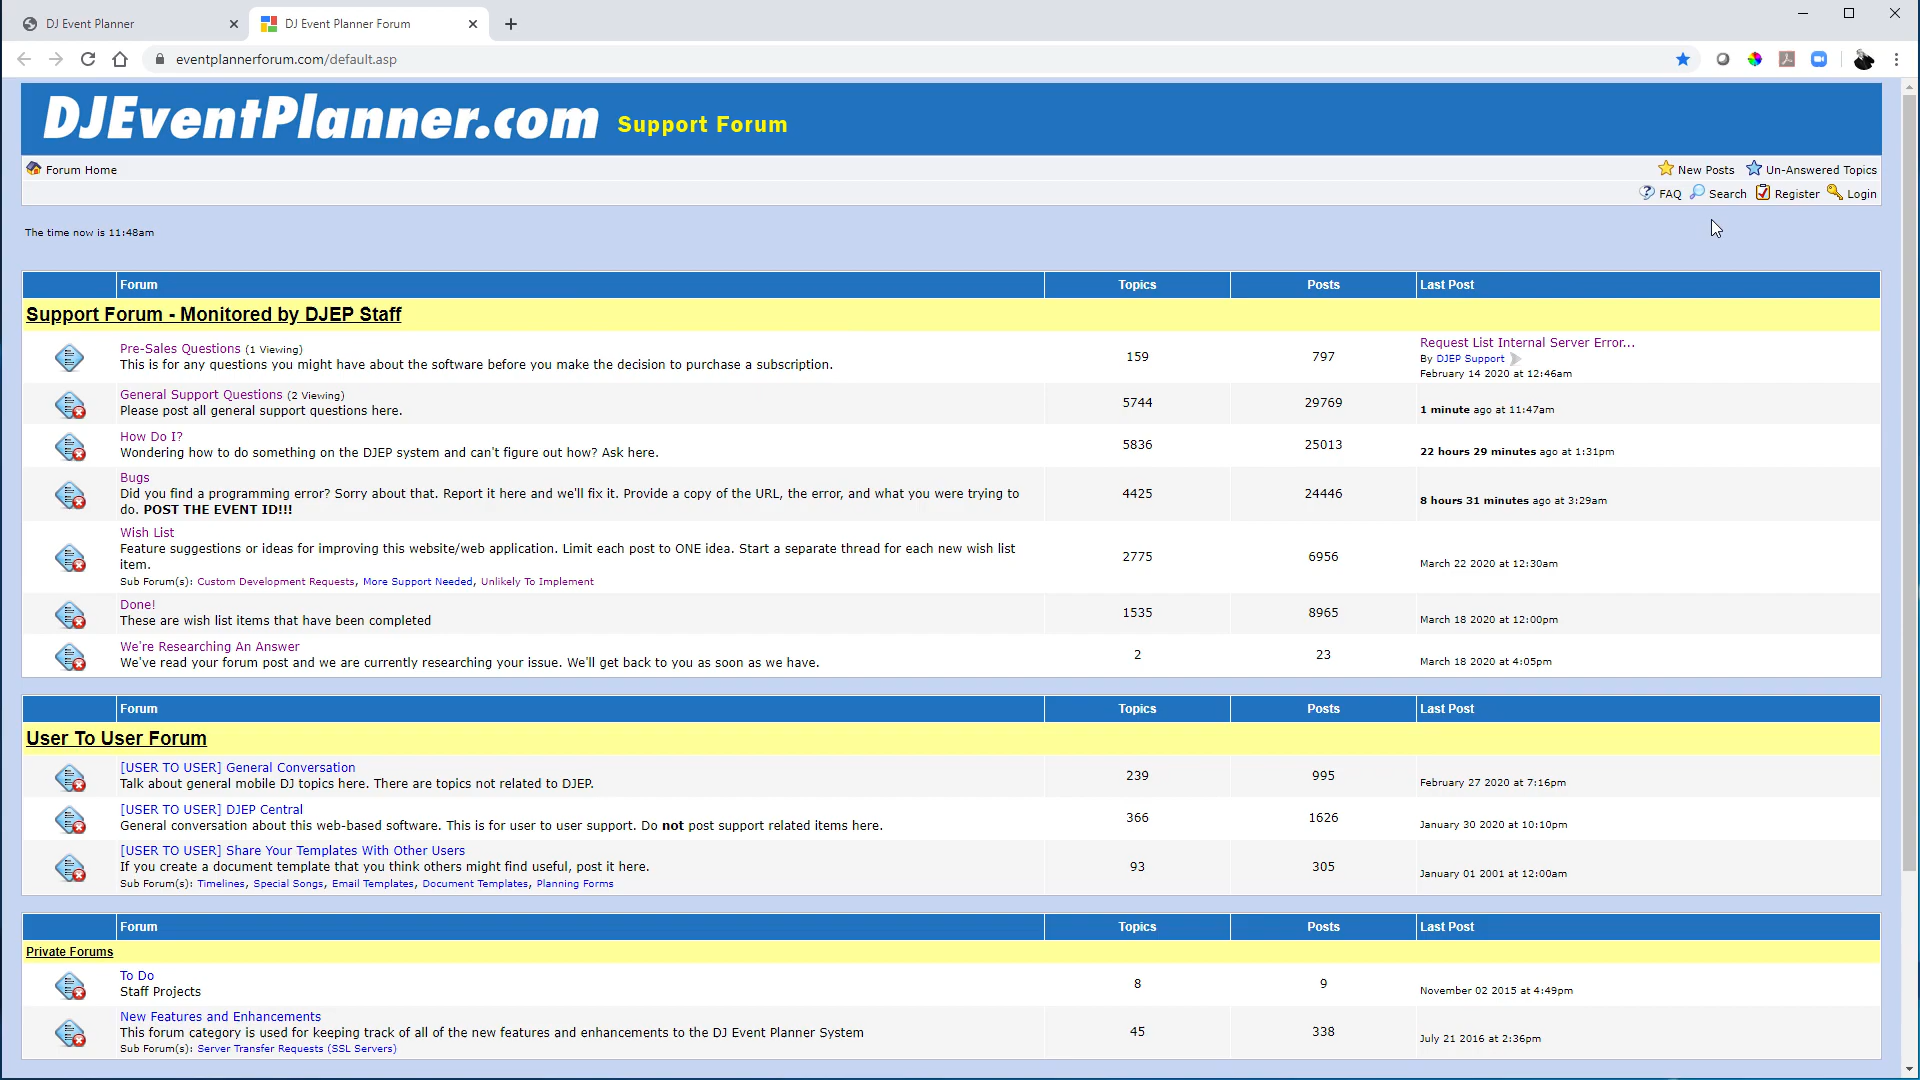 DJ Event Planner
DJ Event Planner Forum
eventplannerforum.com/default.asp
DJEventPlanner.com Support Forum
Forum Home
New Posts Un-Answered Topics
FAQ Search Register Login
The time now is 11:48am
Forum Topics Posts Last Post
Support Forum - Monitored by DJEP Staff
Pre-Sales Questions (1 Viewing)
This is for any questions you might have about the software before you make the decision to purchase a subscription.
159 797
Request List Internal Server Error...
By DJEP Support
February 14 2020 at 12:46am
General Support Questions (2 Viewing)
Please post all general support questions here.
5744 29769
1 minute ago at 11:47am
How Do I?
Wondering how to do something on the DJEP system and can't figure out how? Ask here.
5836 25013
22 hours 29 minutes ago at 1:31pm
Bugs
Did you find a programming error? Sorry about that. Report it here and we'll fix it. Provide a copy of the URL, the error, and what you were trying to
do. POST THE EVENT ID!!!
4425 24446
8 hours 31 minutes ago at 3:29am
Wish List
Feature suggestions or ideas for improving this website/web application. Limit each post to ONE idea. Start a separate thread for each new wish list
item.
Sub Forum(s): Custom Development Requests, More Support Needed, Unlikely To Implement
2775 6956
March 22 2020 at 12:30am
Done!
These are wish list items that have been completed
1535 8965
March 18 2020 at 12:00pm
We're Researching An Answer
We've read your forum post and we are currently researching your issue. We'll get back to you as soon as we have.
2 23
March 18 2020 at 4:05pm
Forum Topics Posts Last Post
User To User Forum
[USER TO USER] General Conversation
Talk about general mobile DJ topics here. There are topics not related to DJEP.
239 995
February 27 2020 at 7:16pm
[USER TO USER] DJEP Central
General conversation about this web-based software. This is for user to user support. Do not post support related items here.
366 1626
January 30 2020 at 10:10pm
[USER TO USER] Share Your Templates With Other Users
If you create a document template that you think others might find useful, post it here.
Sub Forum(s): Timelines, Special Songs, Email Templates, Document Templates, Planning Forms
93 305
January 01 2001 at 12:00am
Forum Topics Posts Last Post
Private Forums
To Do
Staff Projects
8 9
November 02 2015 at 4:49pm
New Features and Enhancements
This forum category is used for keeping track of all of the new features and enhancements to the DJ Event Planner System
Sub Forum(s): Server Transfer Requests (SSL Servers)
45 338
July 21 2016 at 2:36pm